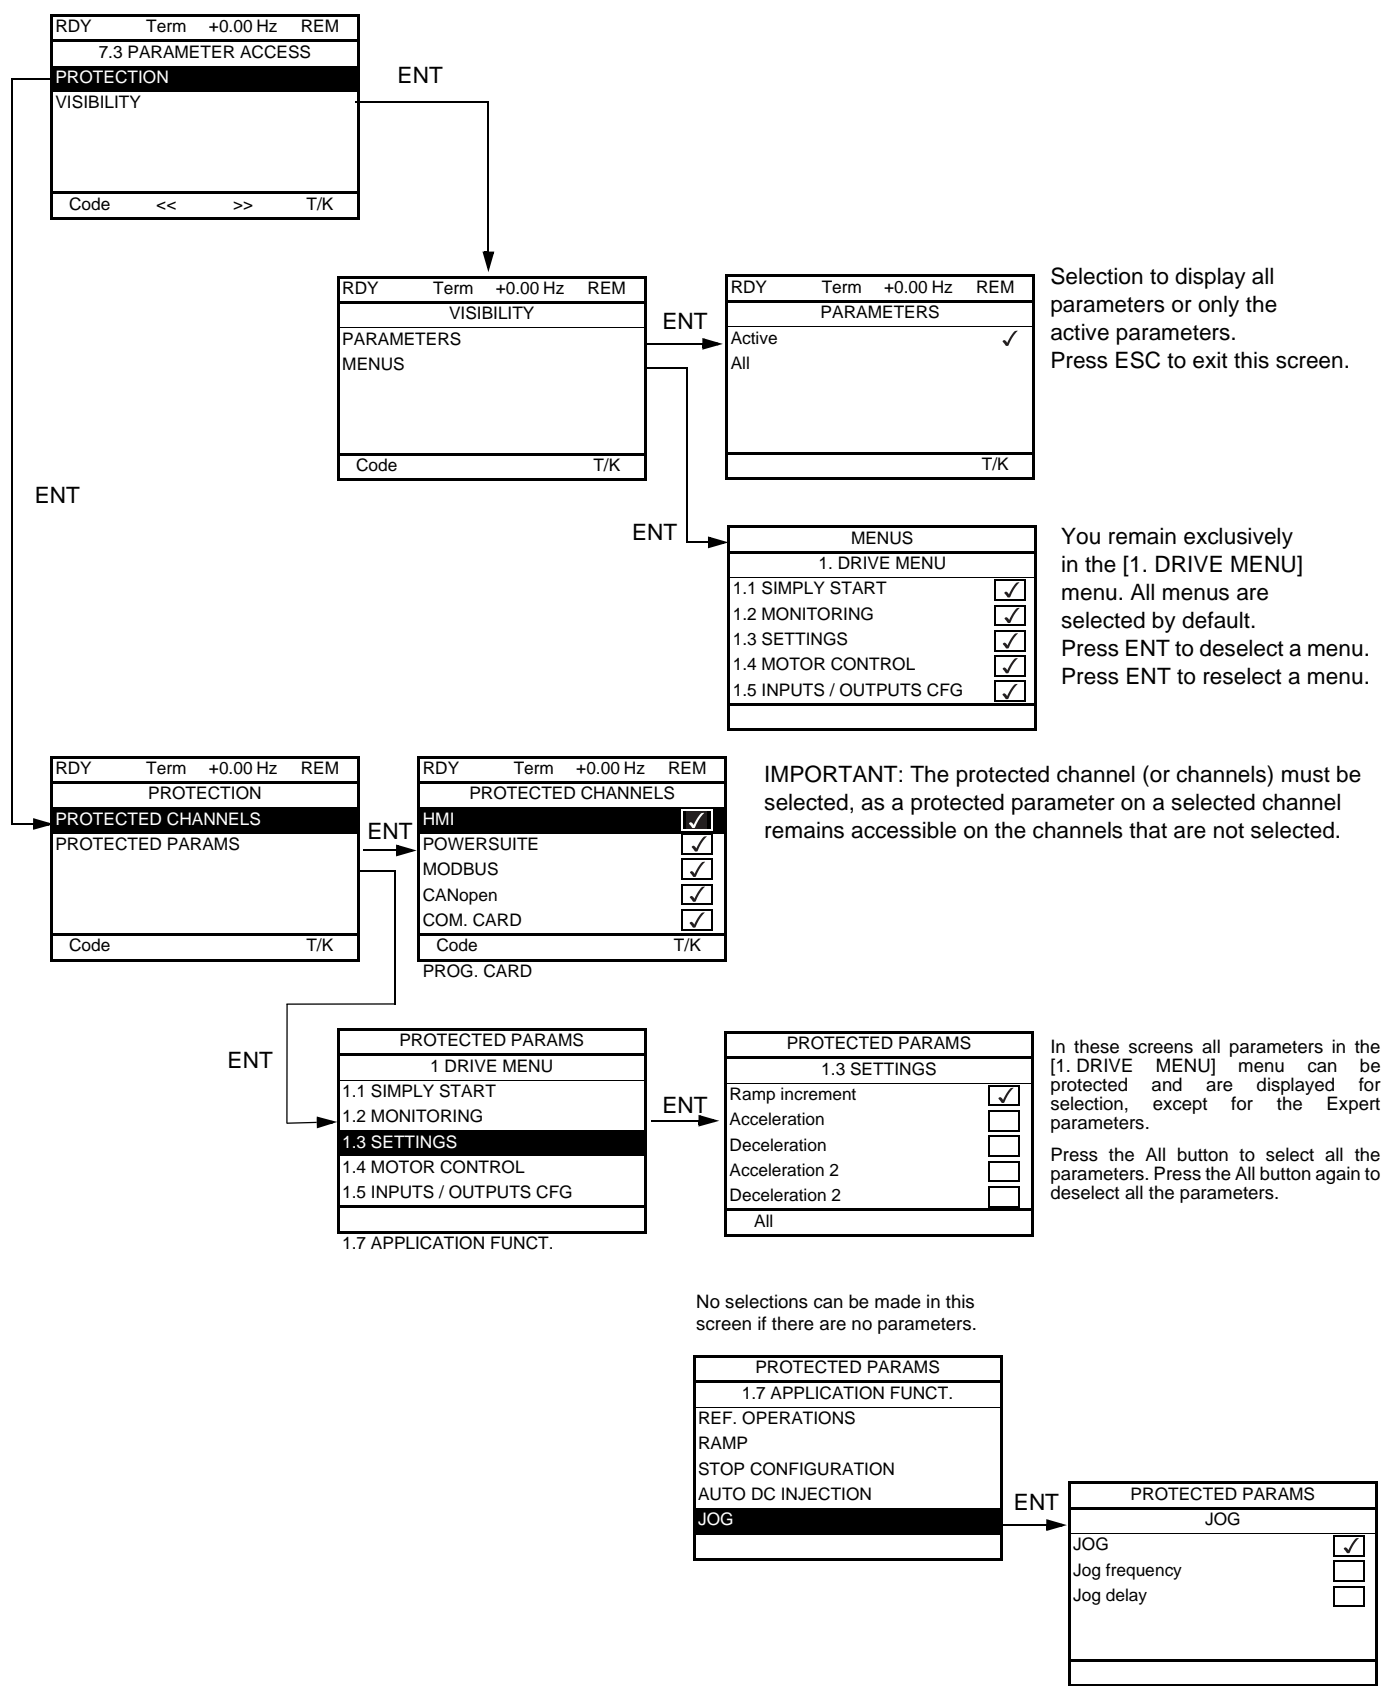 RDY Term +0.00 Hz REM
7.3 PARAMETER ACCESS
PROTECTION
VISIBILITY
Code << >> T/K
ENT
RDY Term +0.00 Hz REM
VISIBILITY
PARAMETERS
MENUS
Code T/K
ENT
RDY Term +0.00 Hz REM
PARAMETERS
Active ✓
All
T/K
Selection to display all
parameters or only the
active parameters.
Press ESC to exit this screen.
ENT
ENT
MENUS
1. DRIVE MENU
1.1 SIMPLY START ✓
1.2 MONITORING ✓
1.3 SETTINGS ✓
1.4 MOTOR CONTROL ✓
1.5 INPUTS / OUTPUTS CFG ✓
You remain exclusively
in the [1. DRIVE MENU]
menu. All menus are
selected by default.
Press ENT to deselect a menu.
Press ENT to reselect a menu.
RDY Term +0.00 Hz REM
PROTECTION
PROTECTED CHANNELS
PROTECTED PARAMS
Code T/K
ENT
RDY Term +0.00 Hz REM
PROTECTED CHANNELS
HMI ✓
POWERSUITE ✓
MODBUS ✓
CANopen ✓
COM. CARD ✓
Code T/K
PROG. CARD
IMPORTANT: The protected channel (or channels) must be
selected, as a protected parameter on a selected channel
remains accessible on the channels that are not selected.
ENT
PROTECTED PARAMS
1 DRIVE MENU
1.1 SIMPLY START
1.2 MONITORING
1.3 SETTINGS
1.4 MOTOR CONTROL
1.5 INPUTS / OUTPUTS CFG
1.7 APPLICATION FUNCT.
ENT
PROTECTED PARAMS
1.3 SETTINGS
Ramp increment ✓
Acceleration
Deceleration
Acceleration 2
Deceleration 2
All
In these screens all parameters in the
[1. DRIVE MENU] menu can be
protected and are displayed for
selection, except for the Expert
parameters.
Press the All button to select all the
parameters. Press the All button again to
deselect all the parameters.
No selections can be made in this
screen if there are no parameters.
PROTECTED PARAMS
1.7 APPLICATION FUNCT.
REF. OPERATIONS
RAMP
STOP CONFIGURATION
AUTO DC INJECTION
JOG
ENT
PROTECTED PARAMS
JOG
JOG ✓
Jog frequency
Jog delay